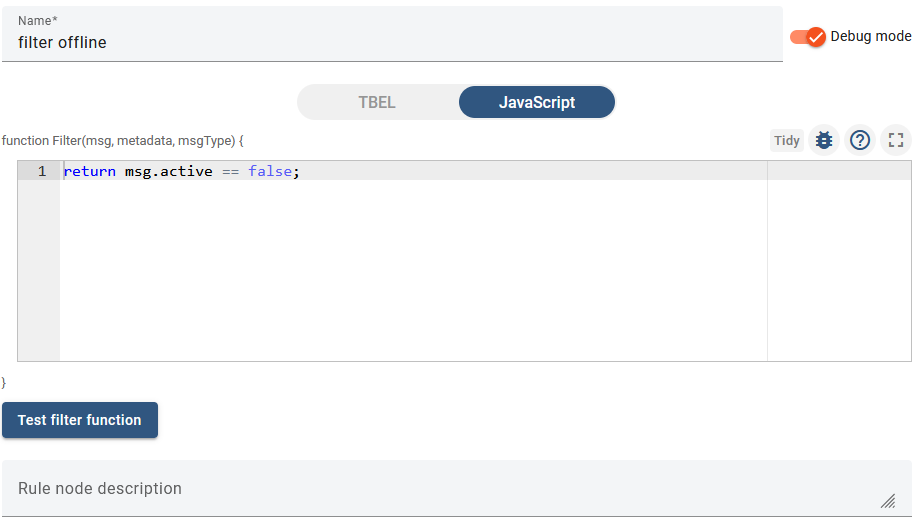 Name*
filter offline
Debug mode
TBEL
JavaScript
function Filter(msg, metadata, msgType) {
Tidy
1 return msg.active == false;
}
Test filter function
Rule node description